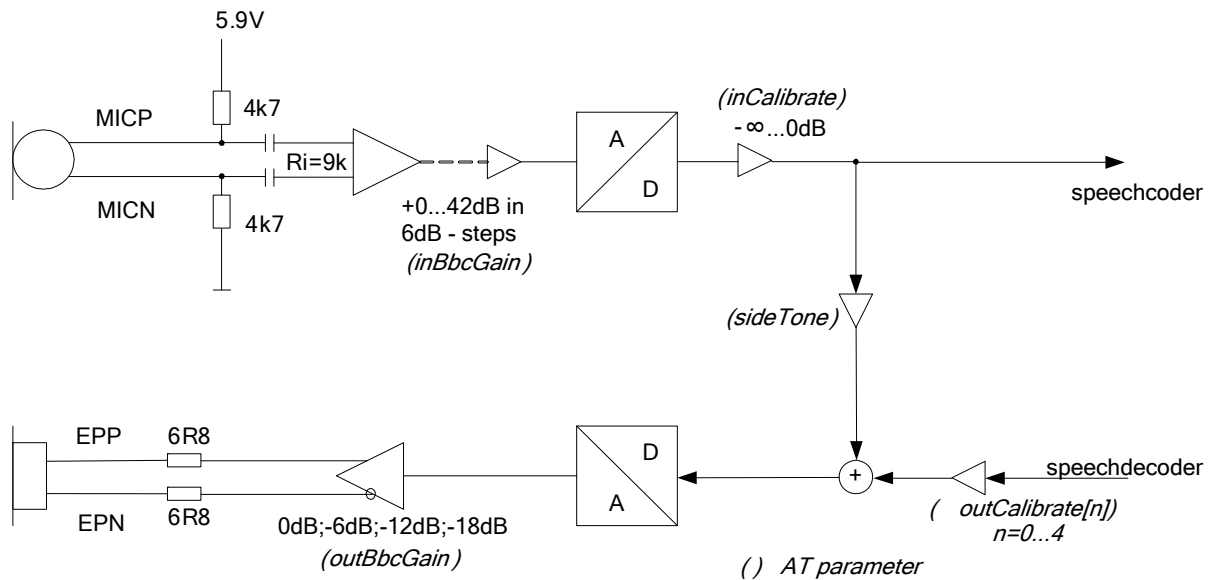 5.9V
MICP
4k7
Ri=9k
MICN
4k7
+0...42dB in
6dB - steps
(inBbcGain)
A
D
(inCalibrate)
-∞...0dB
speechcoder
(sideTone)
EPP
6R8
EPN
6R8
0dB;-6dB;-12dB;-18dB
(outBbcGain)
D
A
+
speechdecoder
( outCalibrate[n])
n=0...4
( ) AT parameter